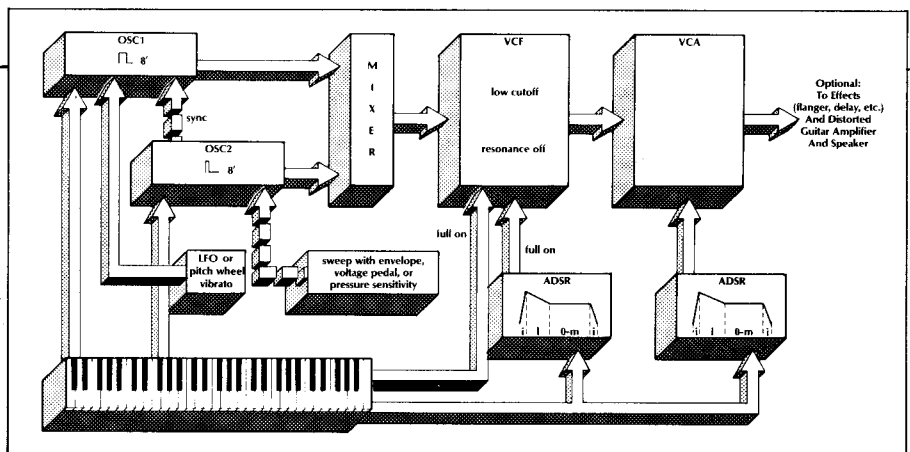 OSC1
8'
sync
OSC2
8'
M
I
X
E
R
VCF
low cutoff
resonance off
VCA
Optional:
To Effects
(flanger, delay, etc.)
And Distorted
Guitar Amplifier
And Speaker
full on
full on
LFO or
pitch wheel
vibrato
sweep with envelope,
voltage pedal, or
pressure sensitivity
ADSR
i l 0-m i
ADSR
i i 0-m i